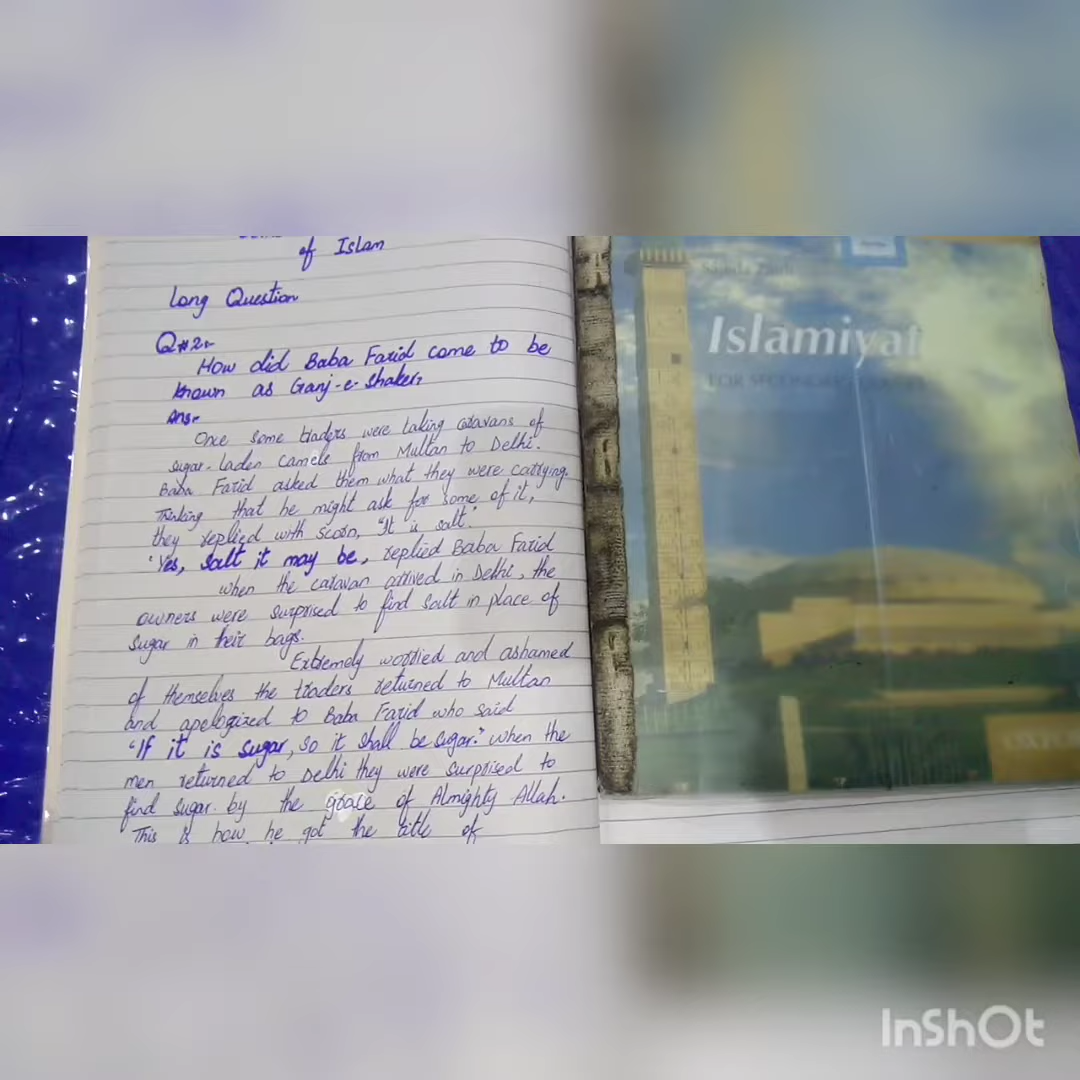 of Islam
Long Question
Q#2:-
How did Baba Farid come to be
known as Ganj-e-Shaker?
Ans:-
Once some traders were taking caravans of
sugar-laden camels from Multan to Delhi.
Baba Farid asked them what they were carrying.
Thinking that he might ask for some of it,
they replied with scorn, "It is salt."
"Yes, salt it may be, replied Baba Farid
when the caravan arrived in Delhi, the
owners were surprised to find salt in place of
sugar in their bags.
Extremely worried and ashamed
of themselves the traders returned to Multan
and apologized to Baba Farid who said
"If it is sugar, so it shall be sugar." when the
men returned to Delhi they were surprised to
find sugar by the grace of Almighty Allah.
This is how he got the title of
Islamiyat
FOR SECONDARY
OXFORD
InShOt